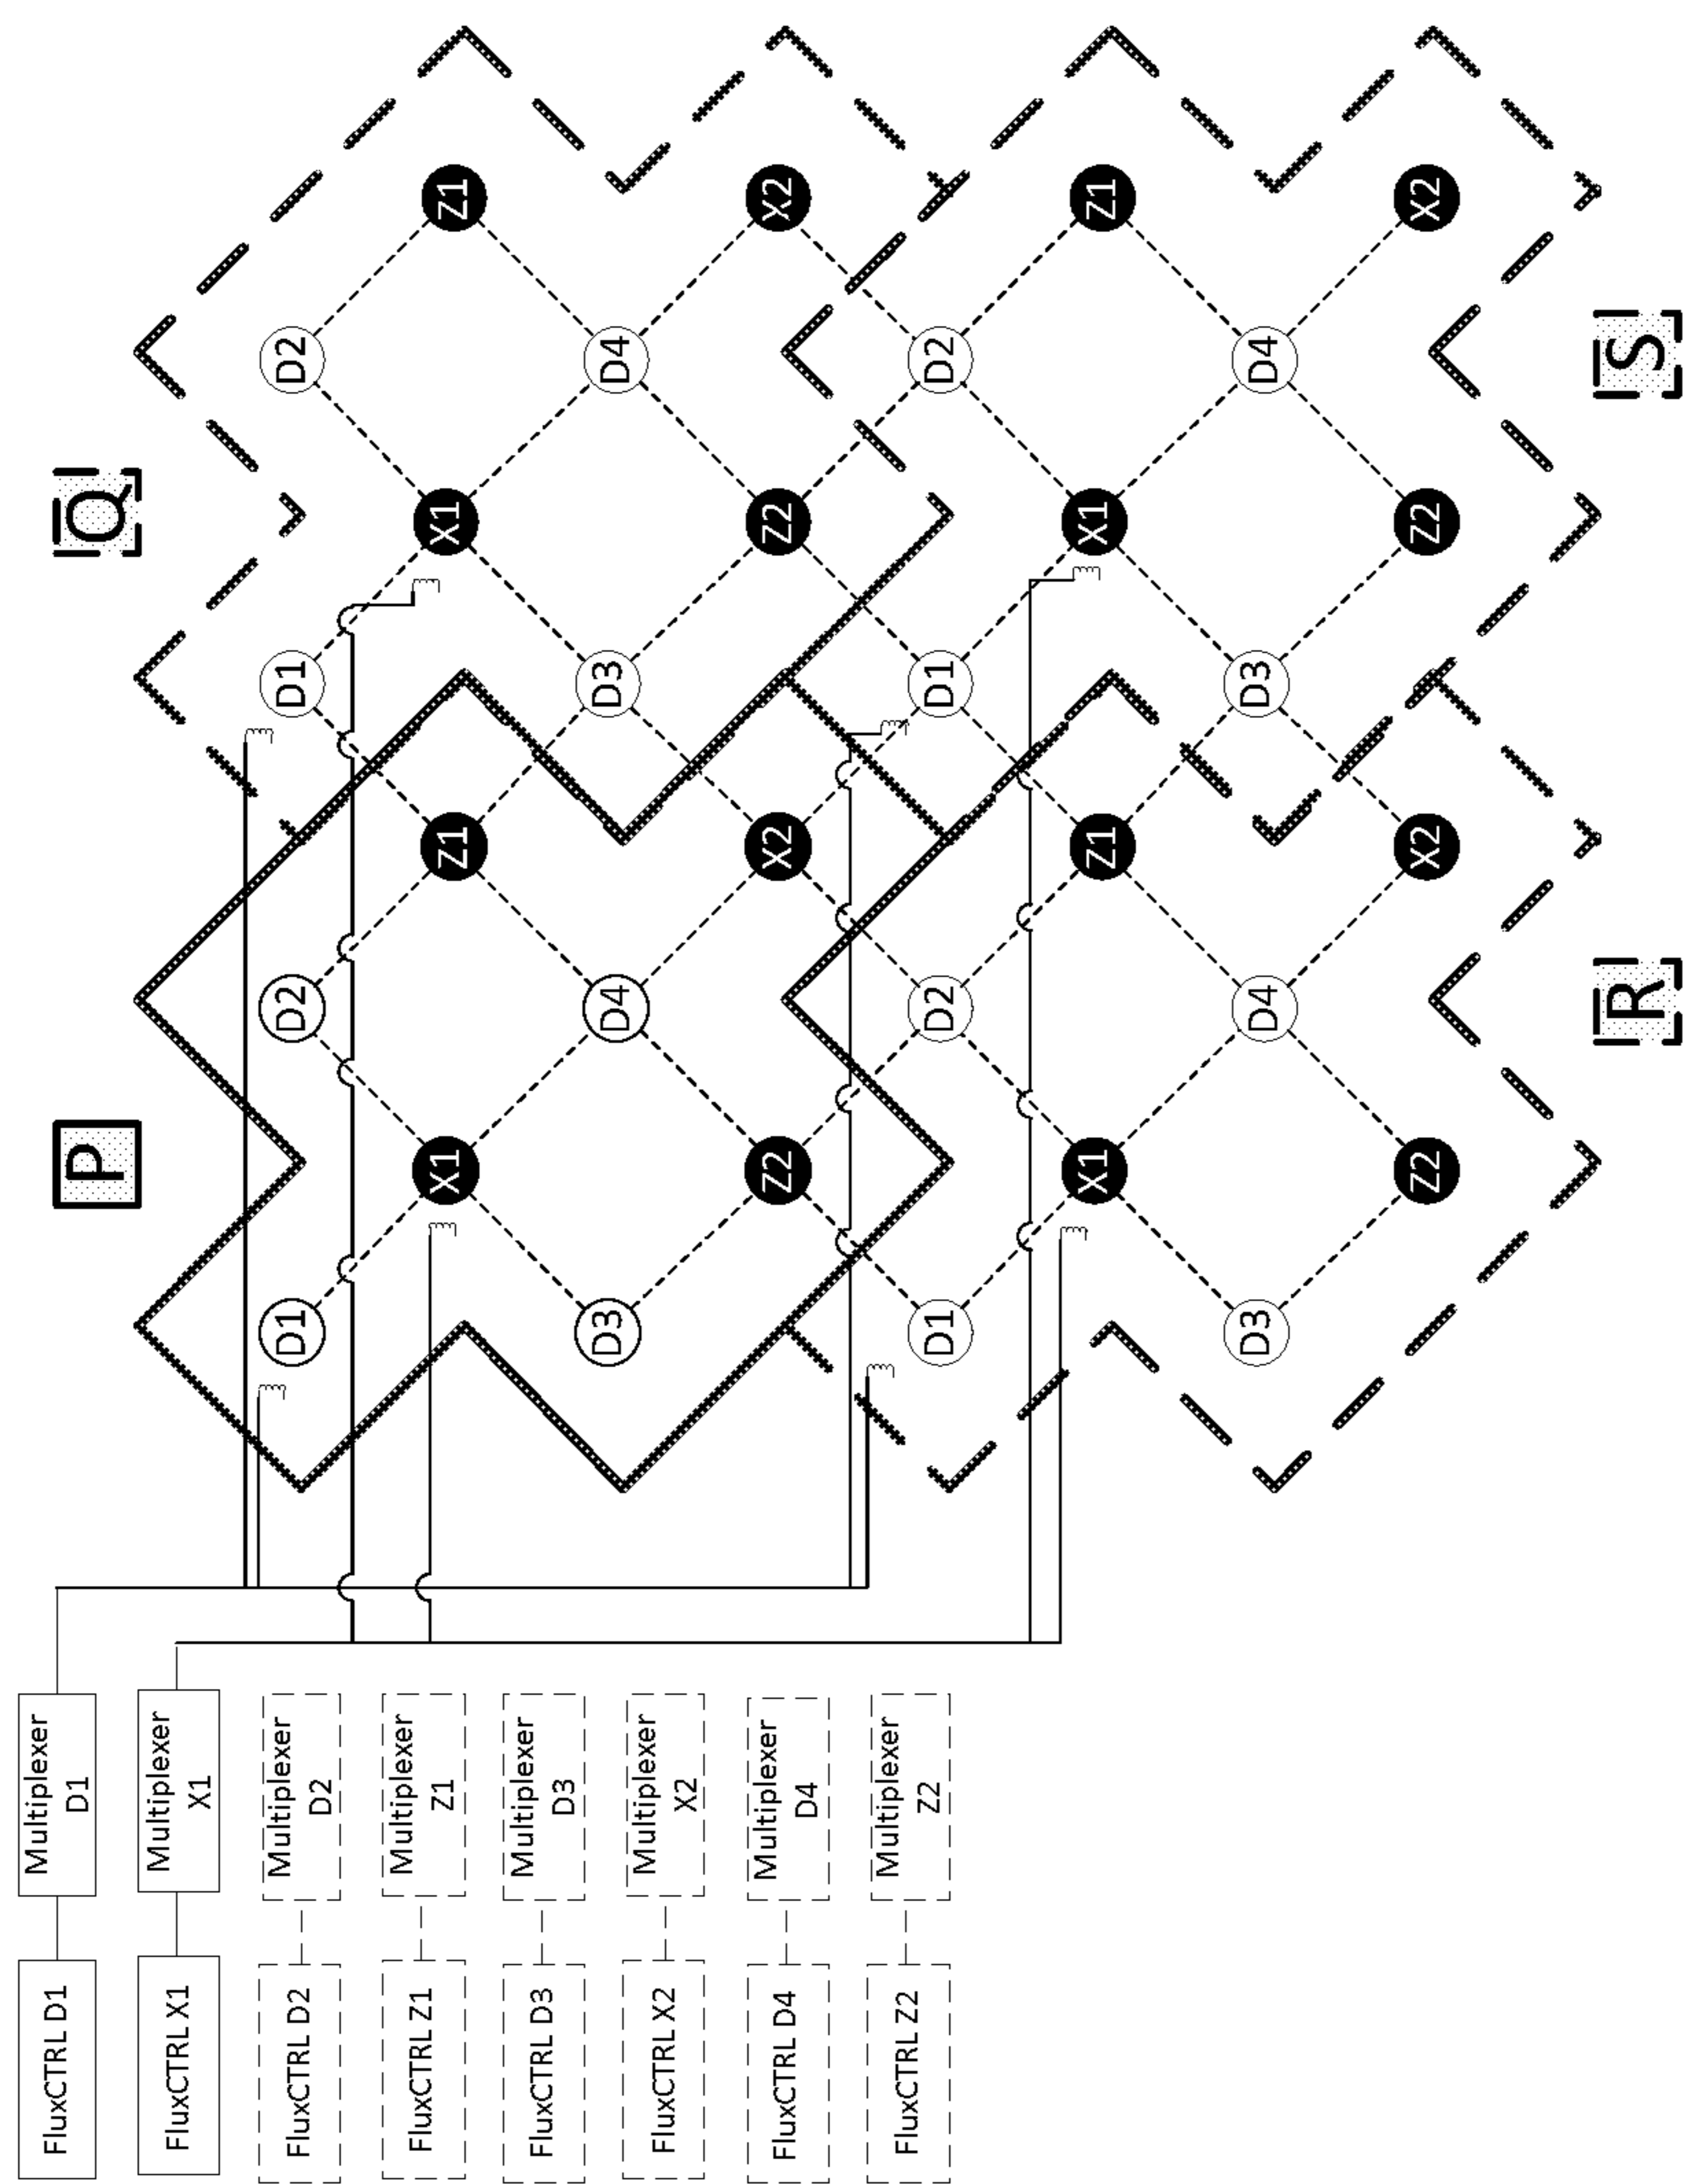 FluxCTRL D1
Multiplexer
D1
FluxCTRL X1
Multiplexer
X1
FluxCTRL D2
Multiplexer
D2
FluxCTRL Z1
Multiplexer
Z1
FluxCTRL D3
Multiplexer
D3
FluxCTRL X2
Multiplexer
X2
FluxCTRL D4
Multiplexer
D4
FluxCTRL Z2
Multiplexer
Z2
P Q
D1 D2 D1 D2
X1 Z1 X1 Z1
D3 D4 D3 D4
Z2 X2 Z2 X2
D1 D2 D1 D2
X1 Z1 X1 Z1
D3 D4 D3 D4
Z2 X2 Z2 X2
R S